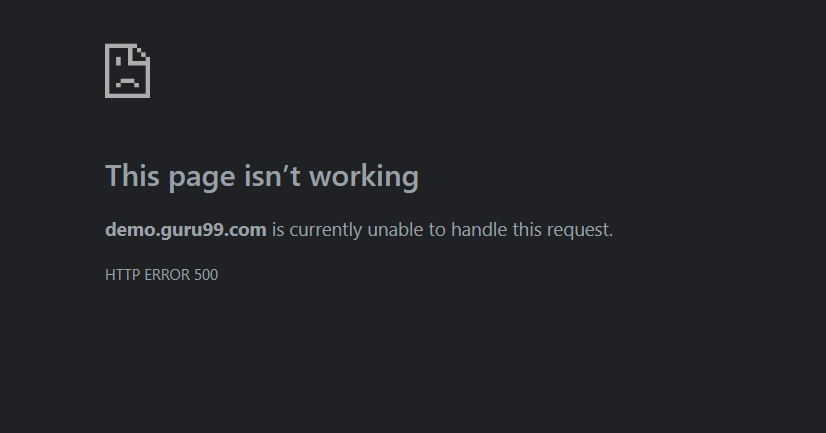 This page isn’t working
demo.guru99.com is currently unable to handle this request.
HTTP ERROR 500